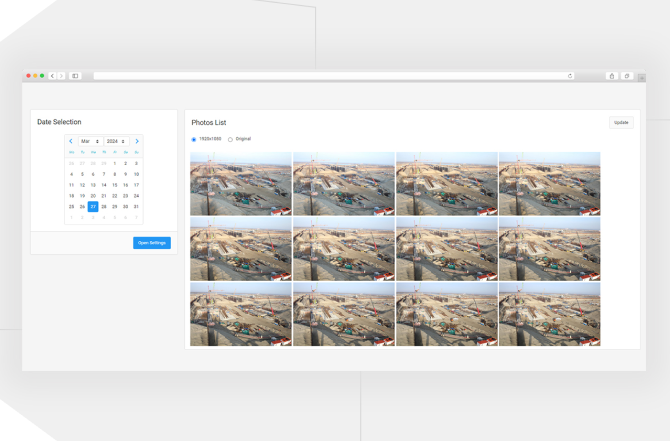 Date Selection
Mar 2024
Mo Tu We Th Fr Sa Su
26 27 28 29 1 2 3
4 5 6 7 8 9 10
11 12 13 14 15 16 17
18 19 20 21 22 23 24
25 26 27 28 29 30 31
1 2 3 4 5 6 7
Open Settings
Photos List
Update
1920x1080 Original